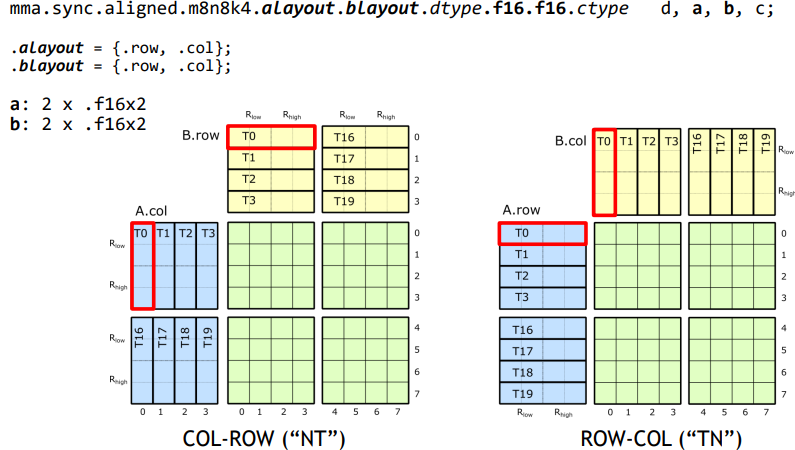 mma.sync.aligned.m8n8k4.alayout.blayout.dtype.f16.f16.ctype d, a, b, c;
.alayout = {.row, .col};
.blayout = {.row, .col};
a: 2 x .f16x2
b: 2 x .f16x2
Rlow Rhigh Rlow Rhigh
B.row T0 T16 0
T1 T17 1
T2 T18 2
T3 T19 3
A.col
T0 T1 T2 T3 0
Rlow 1
2
Rhigh 3
Rlow T16 T17 T18 T19 4
5
6
Rhigh 7
0 1 2 3 0 1 2 3 4 5 6 7
COL-ROW (“NT”)
B.col T0 T1 T2 T3 T16 T17 T18 T19 Rlow
Rhigh
A.row
T0 0
T1 1
T2 2
T3 3
T16 4
T17 5
T18 6
T19 7
Rlow Rhigh 0 1 2 3 4 5 6 7
ROW-COL (“TN”)